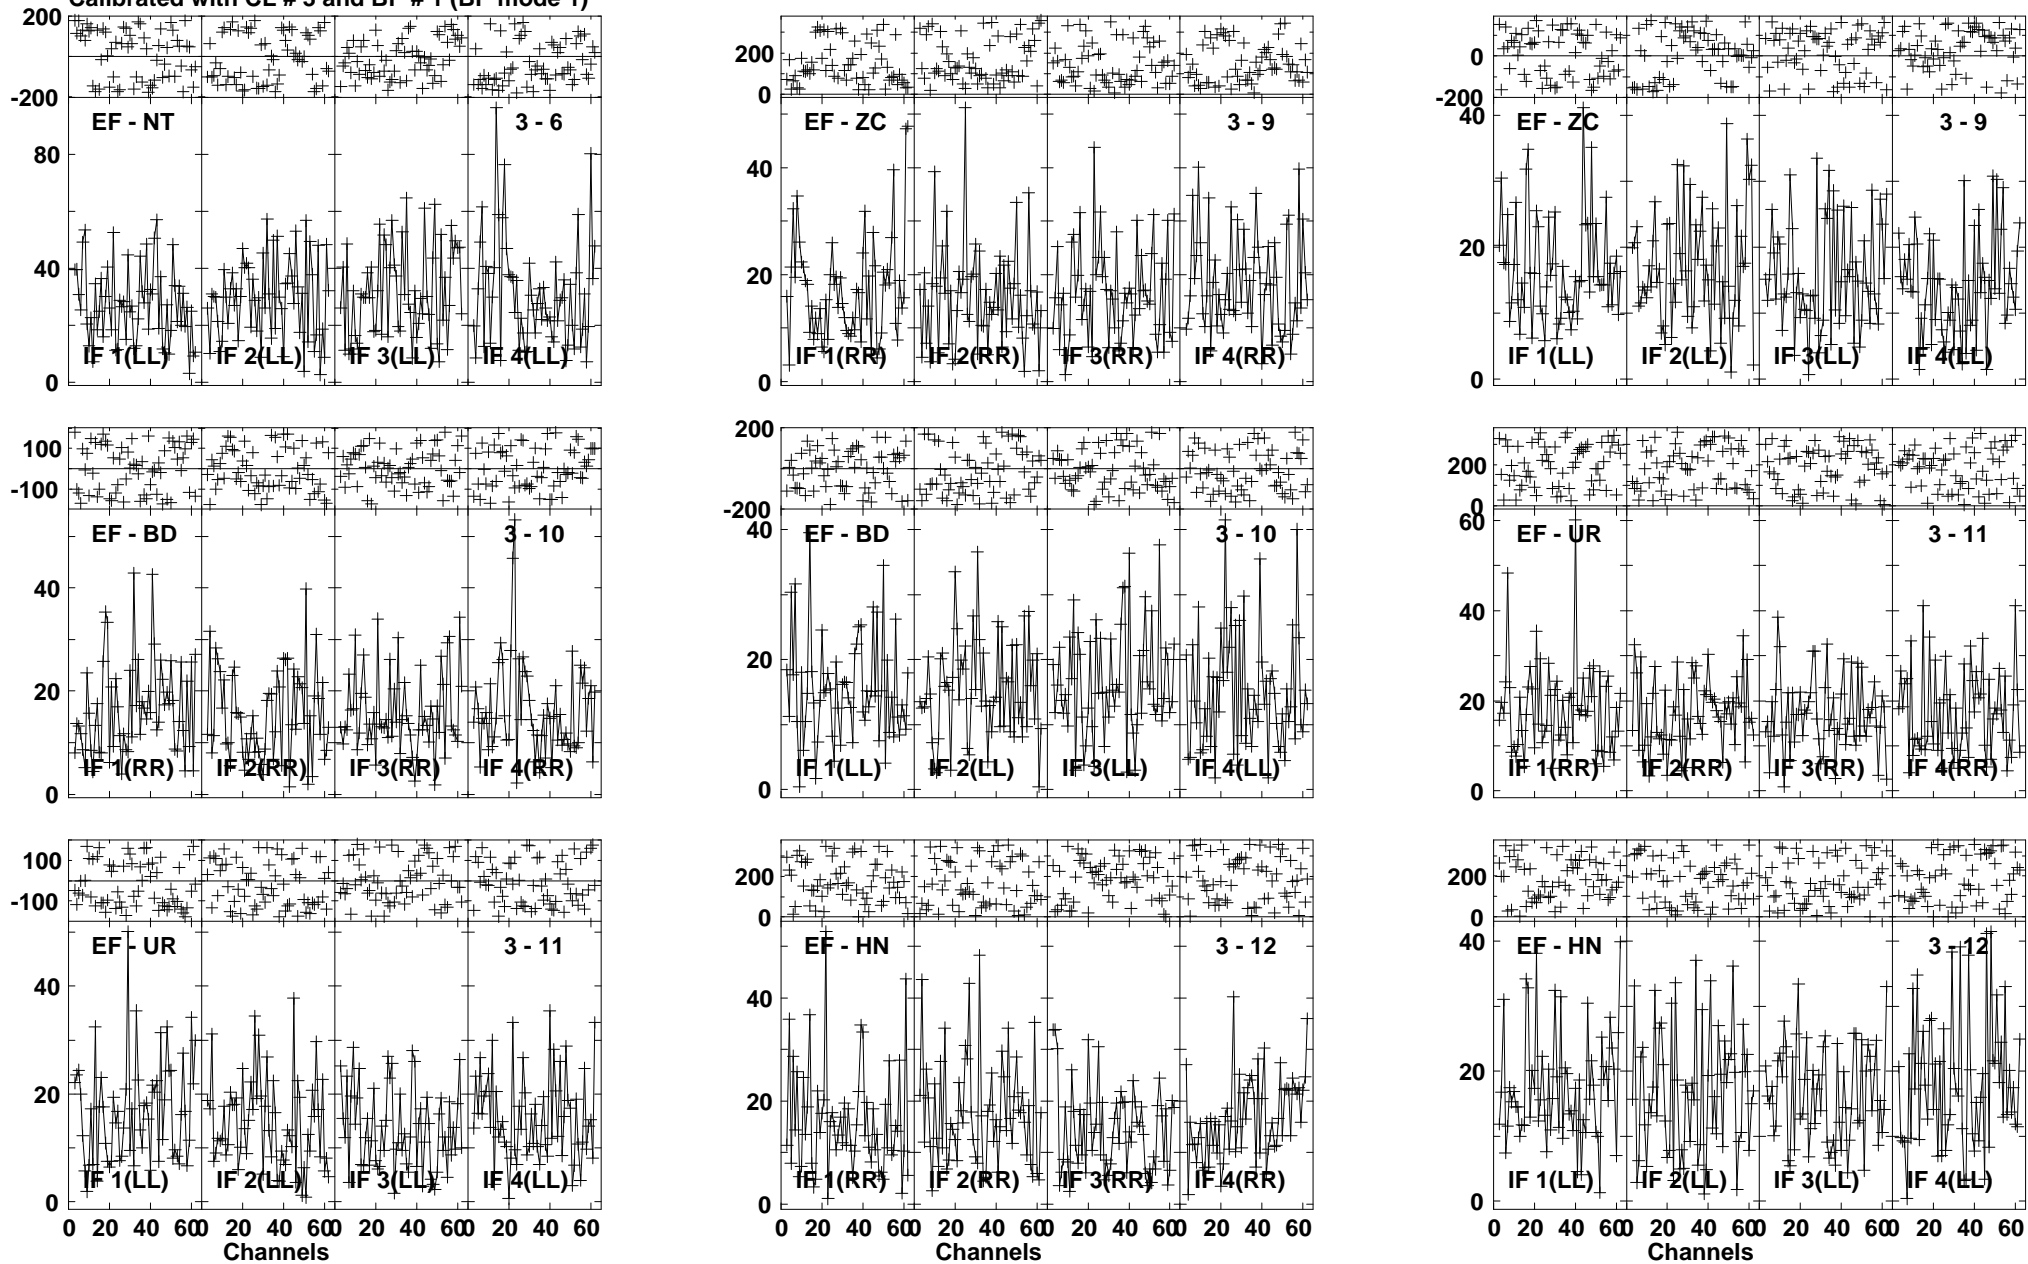 Calibrated with CL # 3 and BP # 1 (BP mode 1)
200
-200
EF - NT
3 - 6
80
40
0
IF 1(LL)
IF 2(LL)
IF 3(LL)
IF 4(LL)
200
0
EF - ZC
3 - 9
40
20
0
IF 1(RR)
IF 2(RR)
IF 3(RR)
IF 4(RR)
0
-200
40
EF - ZC
3 - 9
20
0
IF 1(LL)
IF 2(LL)
IF 3(LL)
IF 4(LL)
100
-100
EF - BD
3 - 10
40
20
0
IF 1(RR)
IF 2(RR)
IF 3(RR)
IF 4(RR)
200
-200
40
EF - BD
3 - 10
20
0
IF 1(LL)
IF 2(LL)
IF 3(LL)
IF 4(LL)
200
0
60
EF - UR
3 - 11
40
20
0
IF 1(RR)
IF 2(RR)
IF 3(RR)
IF 4(RR)
100
-100
EF - UR
3 - 11
40
20
0
IF 1(LL)
IF 2(LL)
IF 3(LL)
IF 4(LL)
0 20 40 60 0 20 40 60 0 20 40 60 0 20 40 60
Channels
200
0
EF - HN
3 - 12
40
20
0
IF 1(RR)
IF 2(RR)
IF 3(RR)
IF 4(RR)
0 20 40 60 0 20 40 60 0 20 40 60 0 20 40 60
Channels
200
0
40
EF - HN
3 - 12
20
0
IF 1(LL)
IF 2(LL)
IF 3(LL)
IF 4(LL)
0 20 40 60 0 20 40 60 0 20 40 60 0 20 40 60
Channels